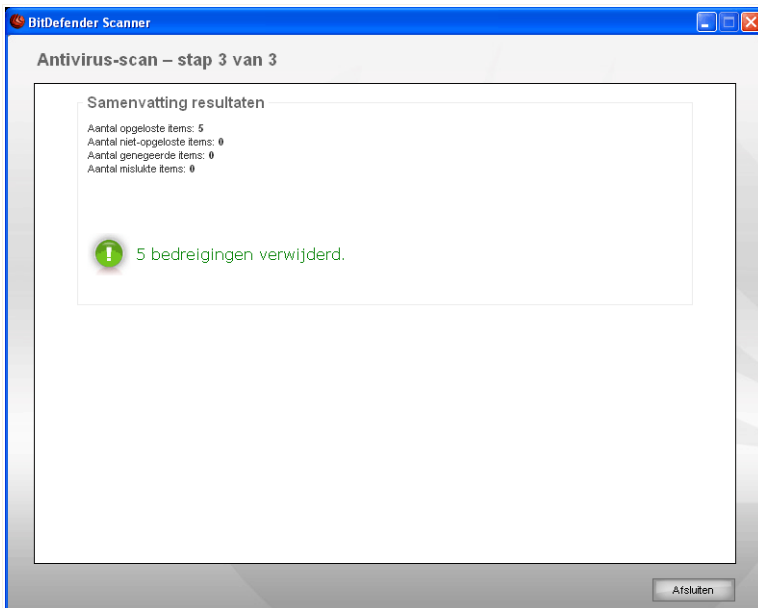 BitDefender Scanner
Antivirus-scan – stap 3 van 3
Samenvatting resultaten
Aantal opgeloste items: 5
Aantal niet-opgeloste items: 0
Aantal genegeerde items: 0
Aantal mislukte items: 0
5 bedreigingen verwijderd.
Afsluiten